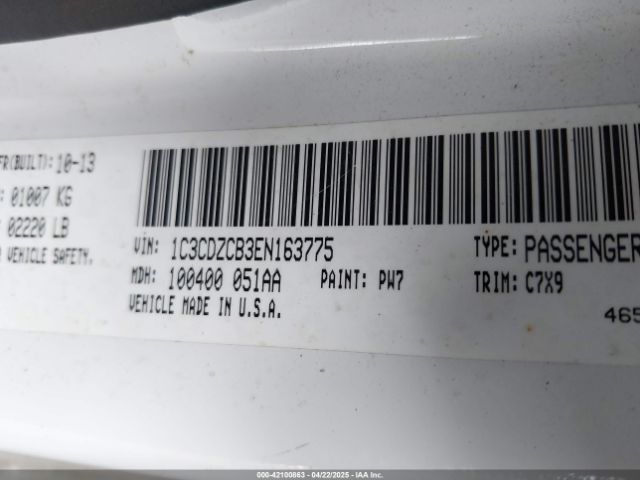 FR(BUILT): 10-13
: 01007 KG
: 02220 LB
VEHICLE SAFETY.
VIN: 1C3CDZCB3EN163775
TYPE: PASSENGER
MDH: 100400 051AA
PAINT: PW7
TRIM: C7X9
VEHICLE MADE IN U.S.A.
465
000-42100863 - 04/22/2025 - IAA Inc. Copyright